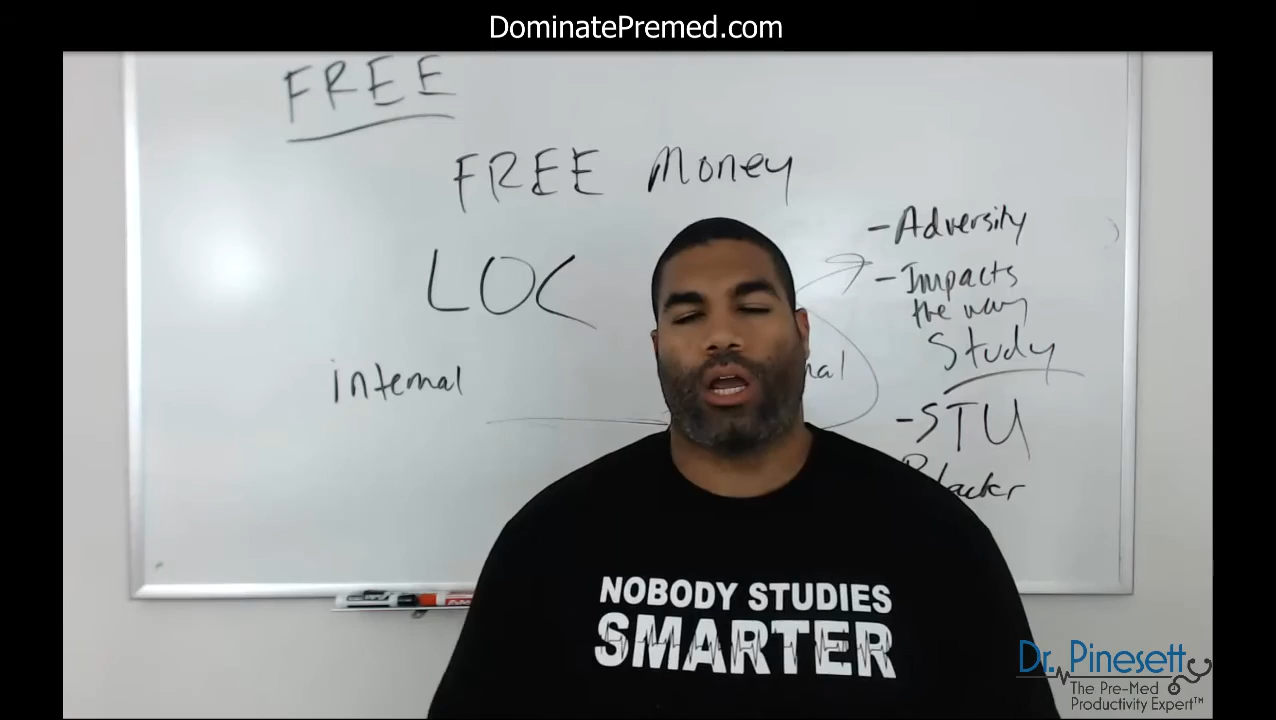 DominatePremed.com
FREE
FREE Money
LOC
internal
- Adversity
- Impacts
the way
Study
- STU
NOBODY STUDIES
SMARTER
Dr. Pinesett
The Pre-Med
Productivity Expert™